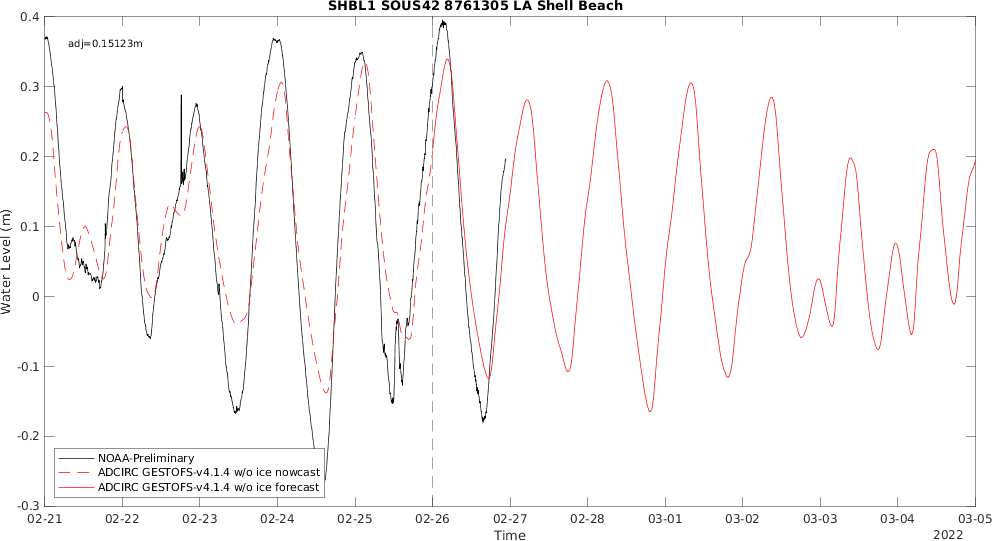 SHBL1 SOUS42 8761305 LA Shell Beach
adj=0.15123m
0.4
0.3
0.2
0.1
0
-0.1
-0.2
-0.3
Water Level (m)
NOAA-Preliminary
ADCIRC GESTOFS-v4.1.4 w/o ice nowcast
ADCIRC GESTOFS-v4.1.4 w/o ice forecast
02-21 02-22 02-23 02-24 02-25 02-26 02-27 02-28 03-01 03-02 03-03 03-04 03-05
Time
2022